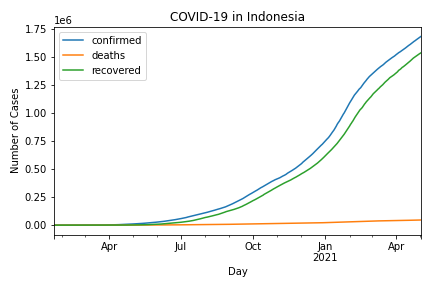 COVID-19 in Indonesia
1e6
1.75
1.50
1.25
1.00
0.75
0.50
0.25
0.00
Number of Cases
confirmed
deaths
recovered
Apr
Jul
Oct
Jan
2021
Apr
Day